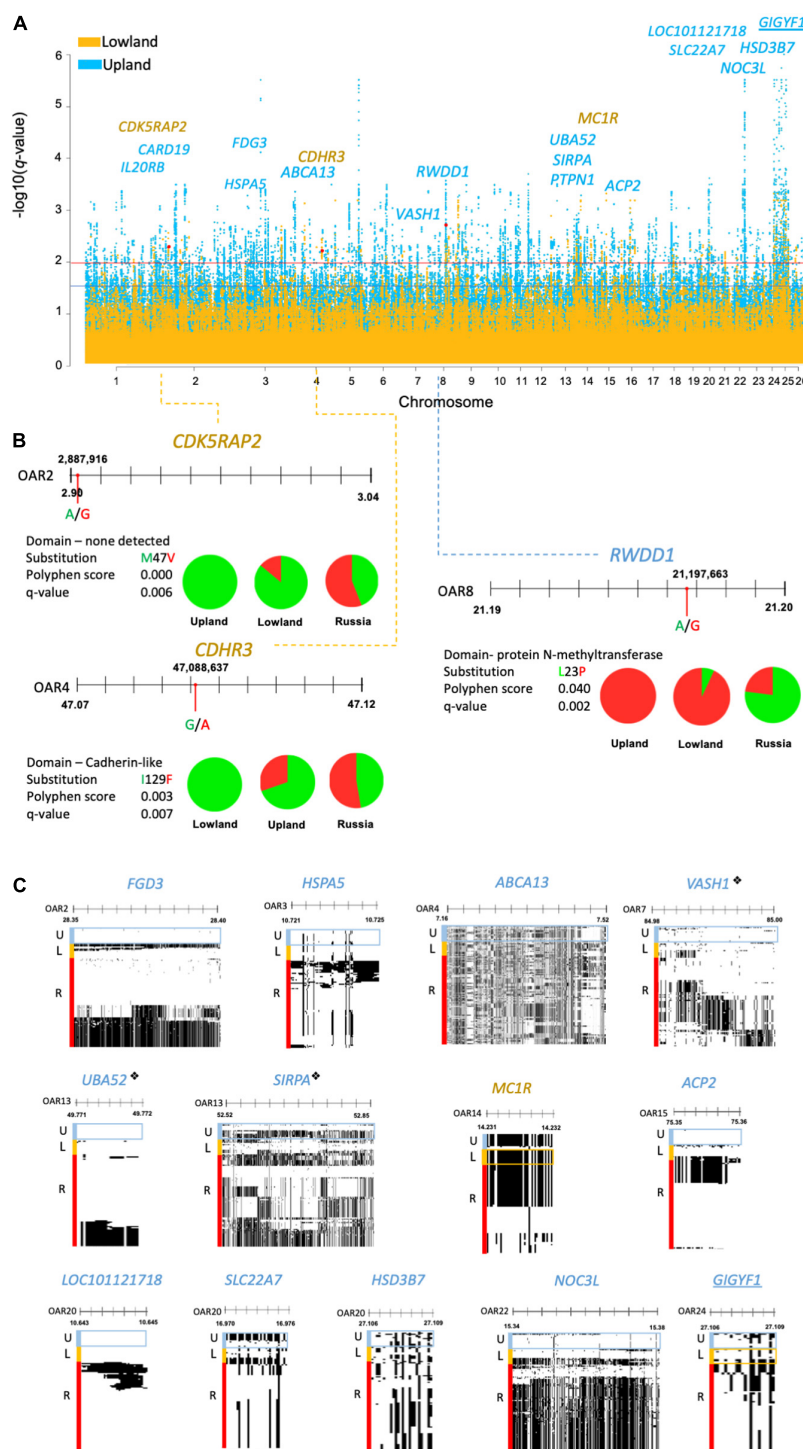 A
Lowland
Upland
LOC101121718
GIGYF1
SLC22A7
HSD3B7
NOC3L
CDK5RAP2
CARD19
IL20RB
FDG3
HSPA5
CDHR3
ABCA13
MC1R
UBA52
SIRPA
PTPN1
RWDD1
VASH1
ACP2
-log10(q-value)
6
5
4
3
2
1
0
1 2 3 4 5 6 7 8 9 10 11 12 13 14 15 16 17 18 19 20 21 22 23 24 25 26
Chromosome
B
CDK5RAP2
2,887,916
OAR2
2.90
3.04
A/G
Domain – none detected
Substitution M47V
Polyphen score 0.000
q-value 0.006
Upland Lowland Russia
CDHR3
47,088,637
OAR4
47.07
47.12
G/A
Domain – Cadherin-like
Substitution I129F
Polyphen score 0.003
q-value 0.007
Lowland Upland Russia
RWDD1
21,197,663
OAR8
21.19
21.20
A/G
Domain- protein N-methyltransferase
Substitution L23P
Polyphen score 0.040
q-value 0.002
Upland Lowland Russia
C
FGD3
OAR2
28.35 28.40
U
L
R
HSPA5
OAR3
10.721 10.725
U
L
R
ABCA13
OAR4
7.16 7.52
U
L
R
VASH1 ❖
OAR7
84.98 85.00
U
L
R
UBA52 ❖
OAR13
49.771 49.772
U
L
R
SIRPA ❖
OAR13
52.52 52.85
U
L
R
MC1R
OAR14
14.231 14.232
U
L
R
ACP2
OAR15
75.35 75.36
U
L
R
LOC101121718
OAR20
10.643 10.645
U
L
R
SLC22A7
OAR20
16.970 16.976
U
L
R
HSD3B7
OAR20
27.106 27.109
U
L
R
NOC3L
OAR22
15.34 15.38
U
L
R
GIGYF1
OAR24
27.106 27.109
U
L
R